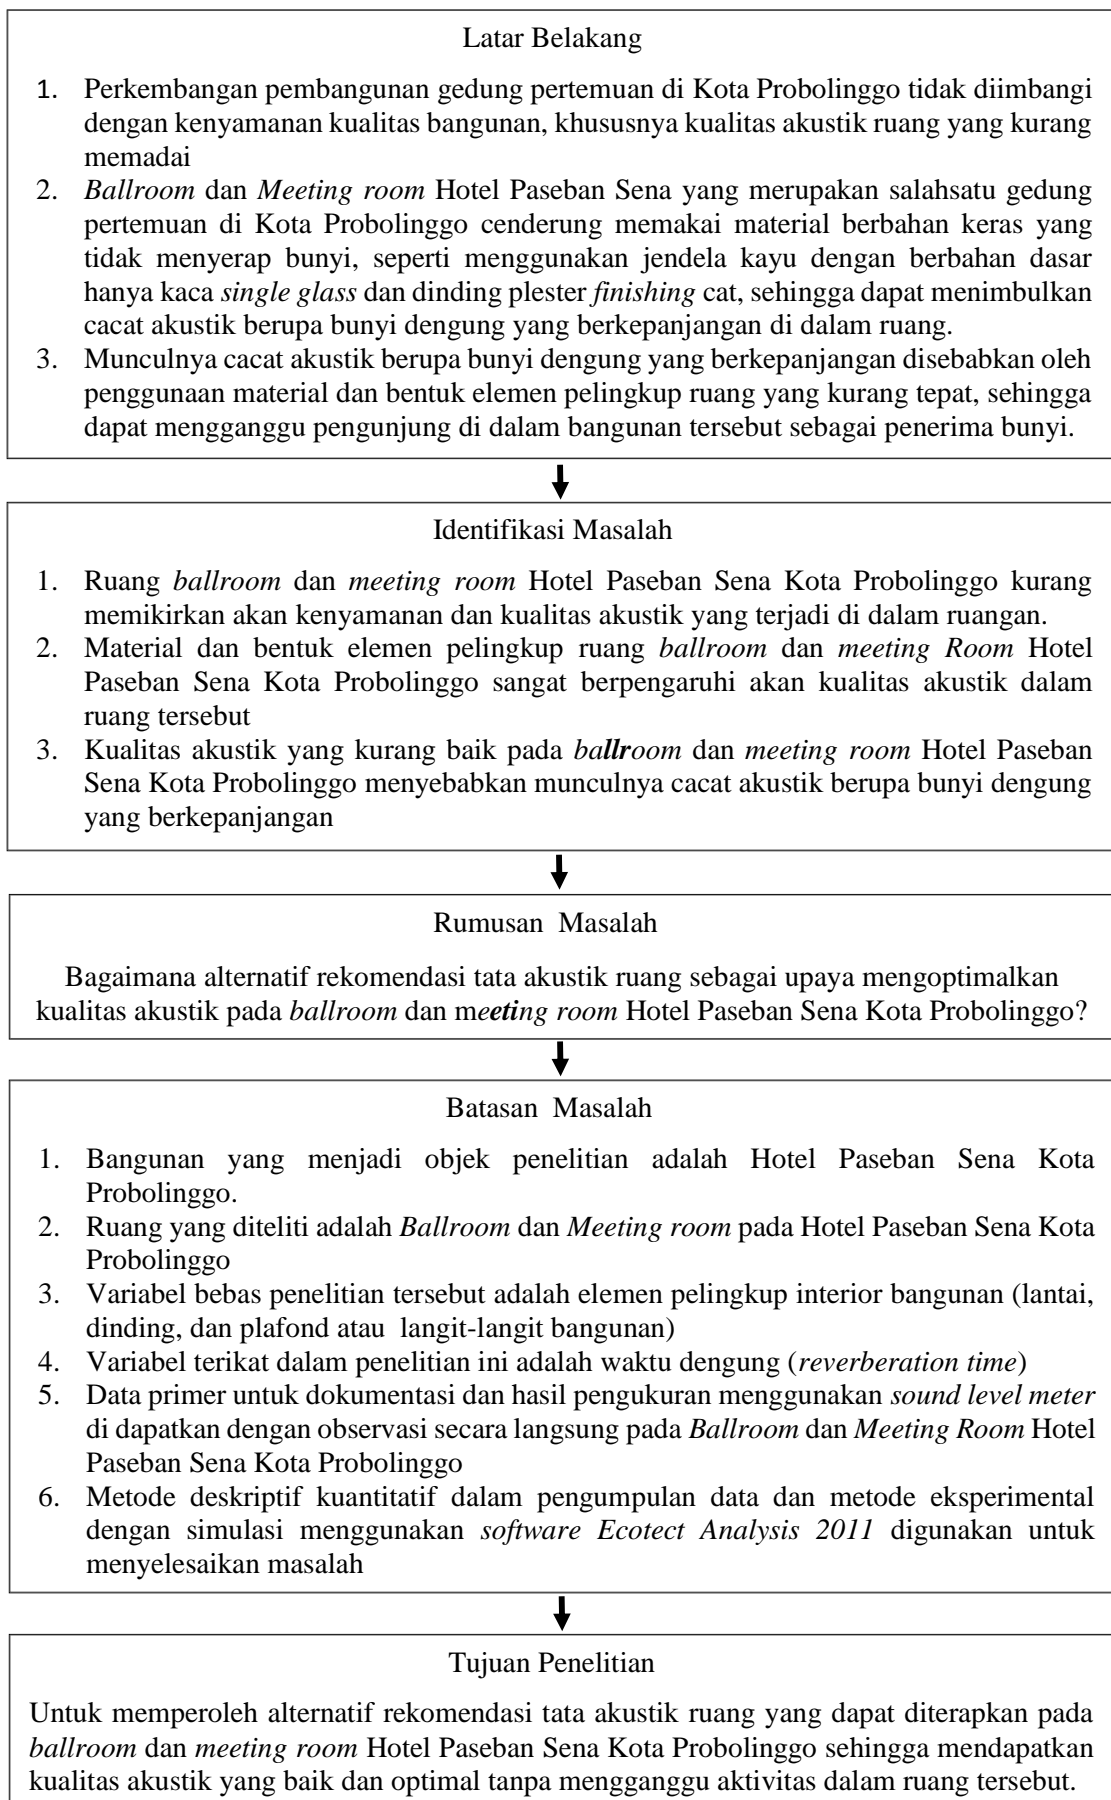 Latar Belakang
1. Perkembangan pembangunan gedung pertemuan di Kota Probolinggo tidak diimbangi
dengan kenyamanan kualitas bangunan, khususnya kualitas akustik ruang yang kurang
memadai
2. Ballroom dan Meeting room Hotel Paseban Sena yang merupakan salahsatu gedung
pertemuan di Kota Probolinggo cenderung memakai material berbahan keras yang
tidak menyerap bunyi, seperti menggunakan jendela kayu dengan berbahan dasar
hanya kaca single glass dan dinding plester finishing cat, sehingga dapat menimbulkan
cacat akustik berupa bunyi dengung yang berkepanjangan di dalam ruang.
3. Munculnya cacat akustik berupa bunyi dengung yang berkepanjangan disebabkan oleh
penggunaan material dan bentuk elemen pelingkup ruang yang kurang tepat, sehingga
dapat mengganggu pengunjung di dalam bangunan tersebut sebagai penerima bunyi.
Identifikasi Masalah
1. Ruang ballroom dan meeting room Hotel Paseban Sena Kota Probolinggo kurang
memikirkan akan kenyamanan dan kualitas akustik yang terjadi di dalam ruangan.
2. Material dan bentuk elemen pelingkup ruang ballroom dan meeting Room Hotel
Paseban Sena Kota Probolinggo sangat berpengaruhi akan kualitas akustik dalam
ruang tersebut
3. Kualitas akustik yang kurang baik pada ballroom dan meeting room Hotel Paseban
Sena Kota Probolinggo menyebabkan munculnya cacat akustik berupa bunyi dengung
yang berkepanjangan
Rumusan Masalah
Bagaimana alternatif rekomendasi tata akustik ruang sebagai upaya mengoptimalkan
kualitas akustik pada ballroom dan meeting room Hotel Paseban Sena Kota Probolinggo?
Batasan Masalah
1. Bangunan yang menjadi objek penelitian adalah Hotel Paseban Sena Kota
Probolinggo.
2. Ruang yang diteliti adalah Ballroom dan Meeting room pada Hotel Paseban Sena Kota
Probolinggo
3. Variabel bebas penelitian tersebut adalah elemen pelingkup interior bangunan (lantai,
dinding, dan plafond atau langit-langit bangunan)
4. Variabel terikat dalam penelitian ini adalah waktu dengung (reverberation time)
5. Data primer untuk dokumentasi dan hasil pengukuran menggunakan sound level meter
di dapatkan dengan observasi secara langsung pada Ballroom dan Meeting Room Hotel
Paseban Sena Kota Probolinggo
6. Metode deskriptif kuantitatif dalam pengumpulan data dan metode eksperimental
dengan simulasi menggunakan software Ecotect Analysis 2011 digunakan untuk
menyelesaikan masalah
Tujuan Penelitian
Untuk memperoleh alternatif rekomendasi tata akustik ruang yang dapat diterapkan pada
ballroom dan meeting room Hotel Paseban Sena Kota Probolinggo sehingga mendapatkan
kualitas akustik yang baik dan optimal tanpa mengganggu aktivitas dalam ruang tersebut.